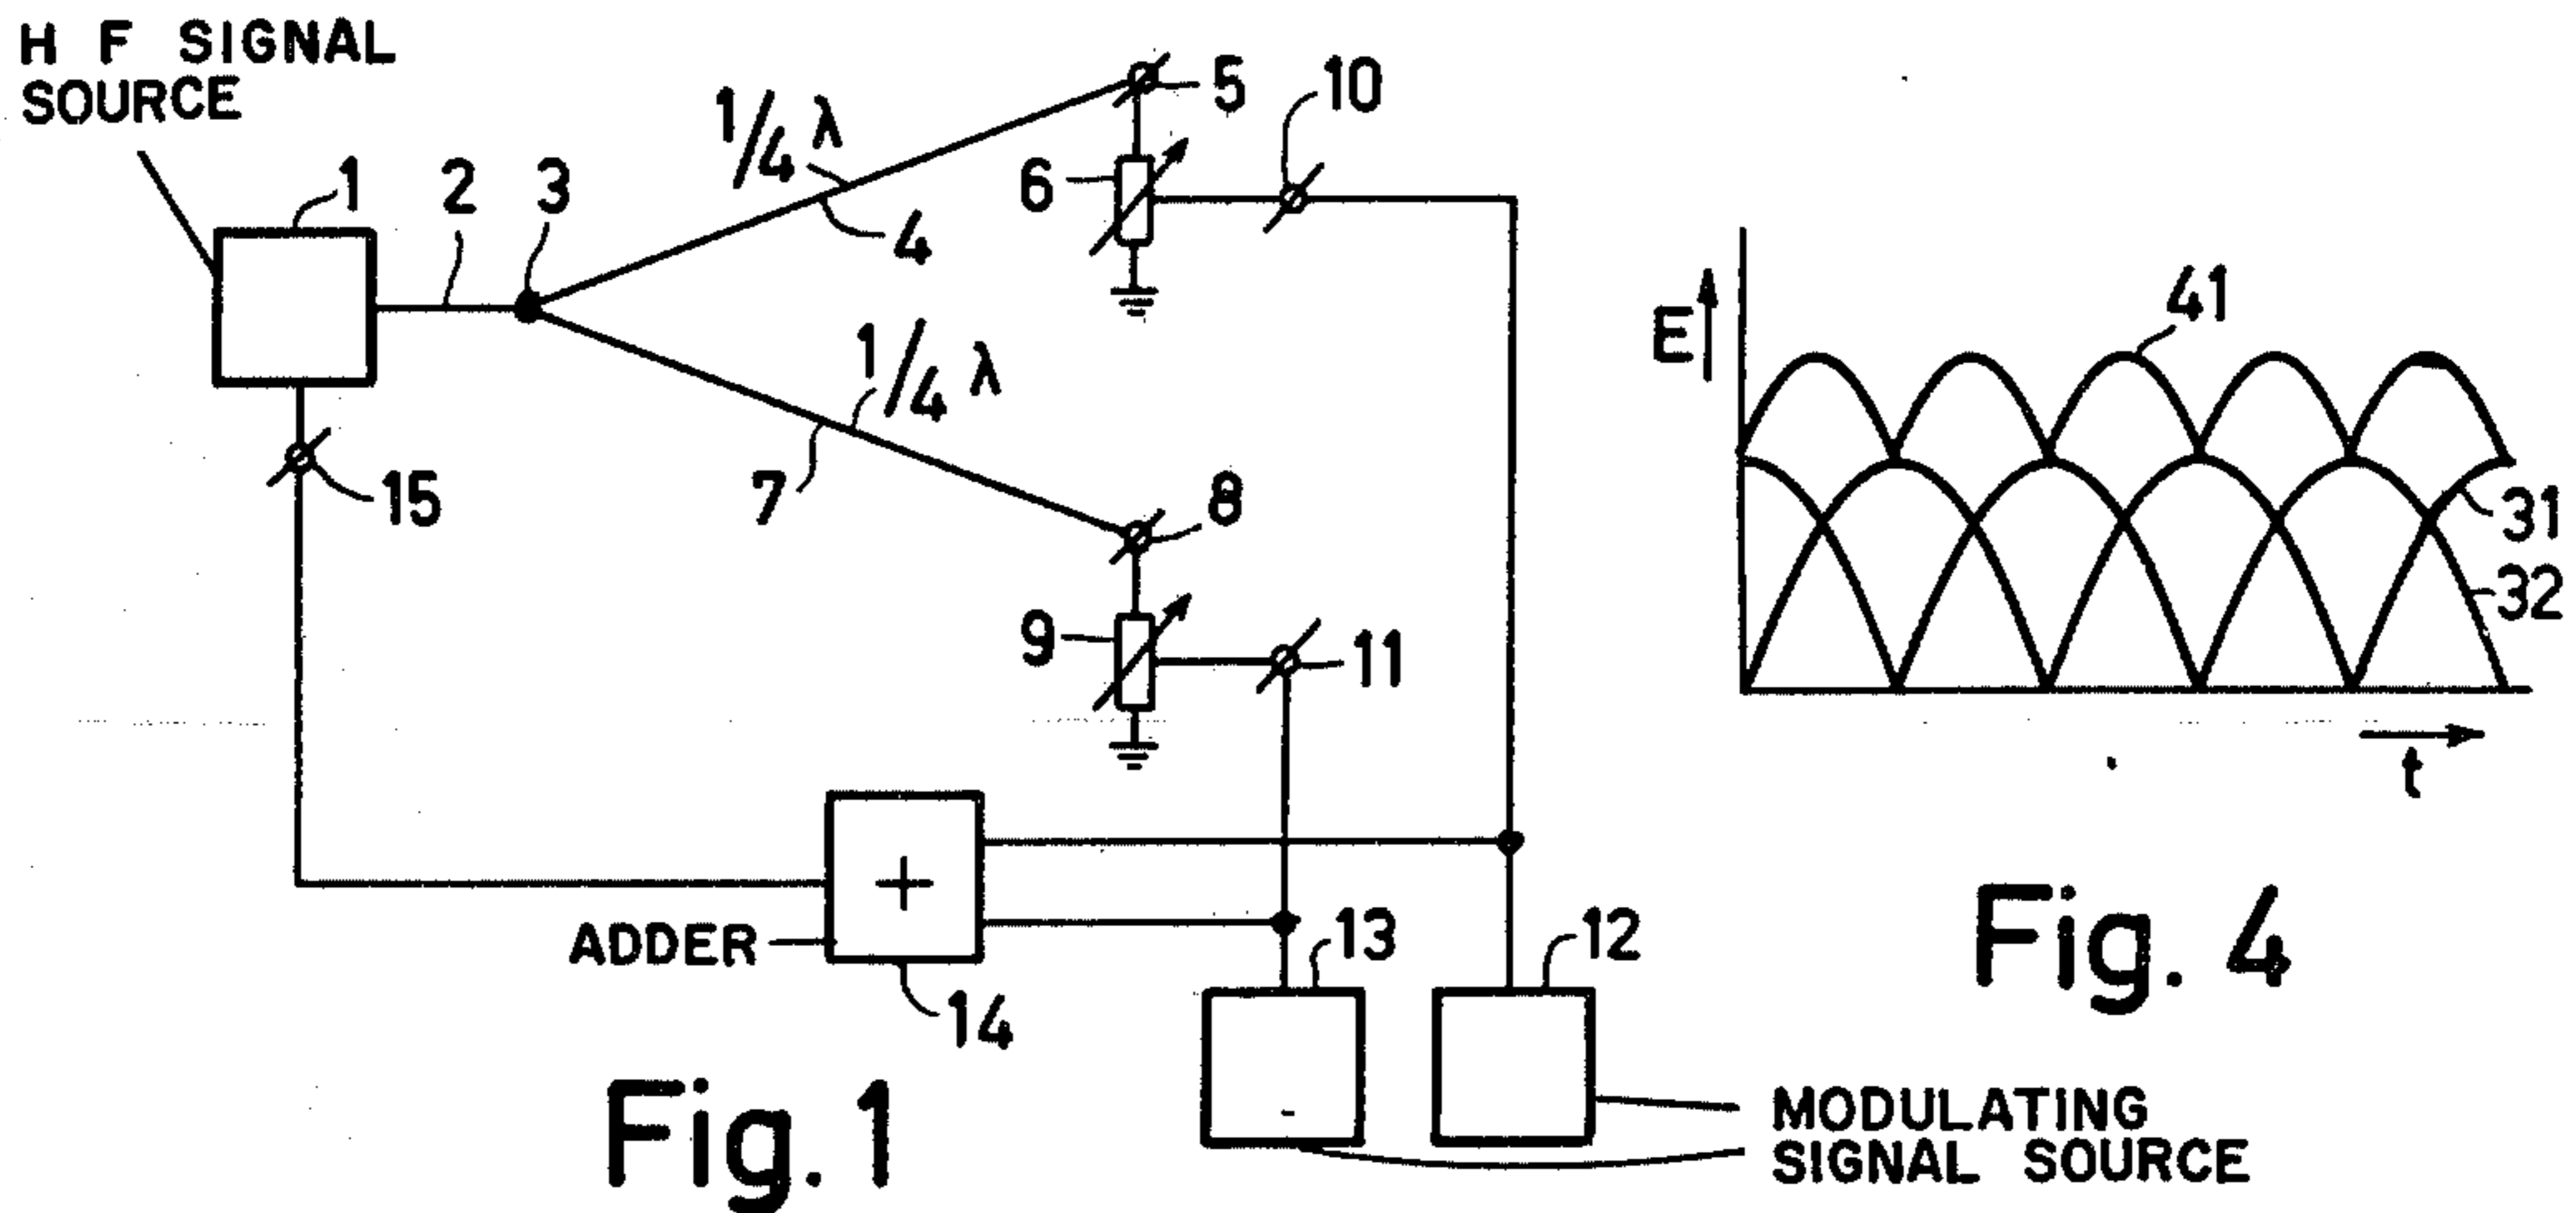 H F SIGNAL
SOURCE
1
2
3
1/4 λ
4
5
6
10
1/4 λ
7
8
9
11
15
ADDER
+
14
13
12
MODULATING
SIGNAL SOURCE
Fig. 1
E
41
31
32
t
Fig. 4